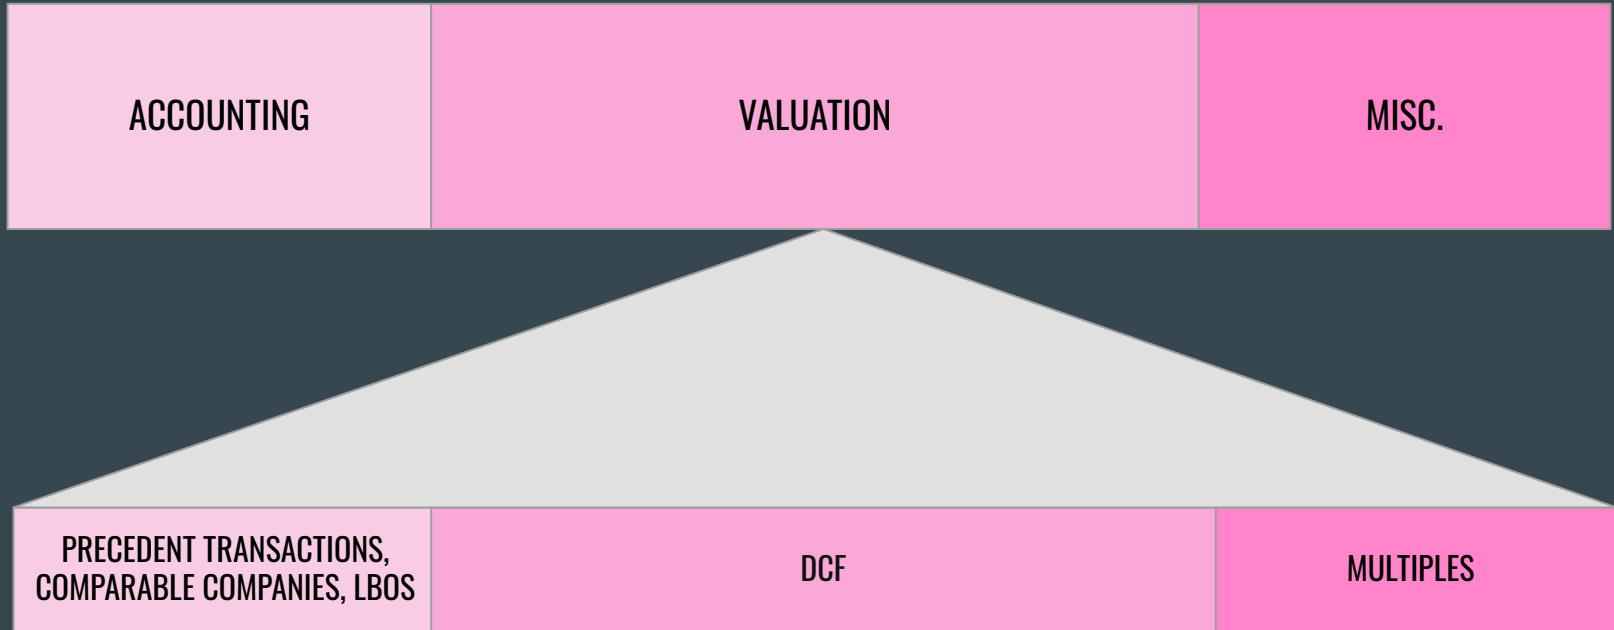 ACCOUNTING
VALUATION
MISC.
PRECEDENT TRANSACTIONS,
COMPARABLE COMPANIES, LBOS
DCF
MULTIPLES